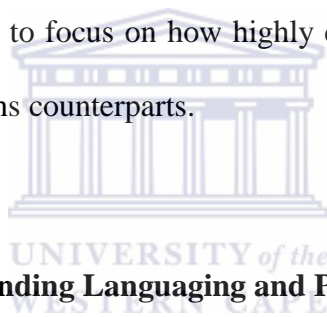 to focus on how highly
ns counterparts.
UNIVERSITY of the
nding Languaging and P
WESTERN CAPE